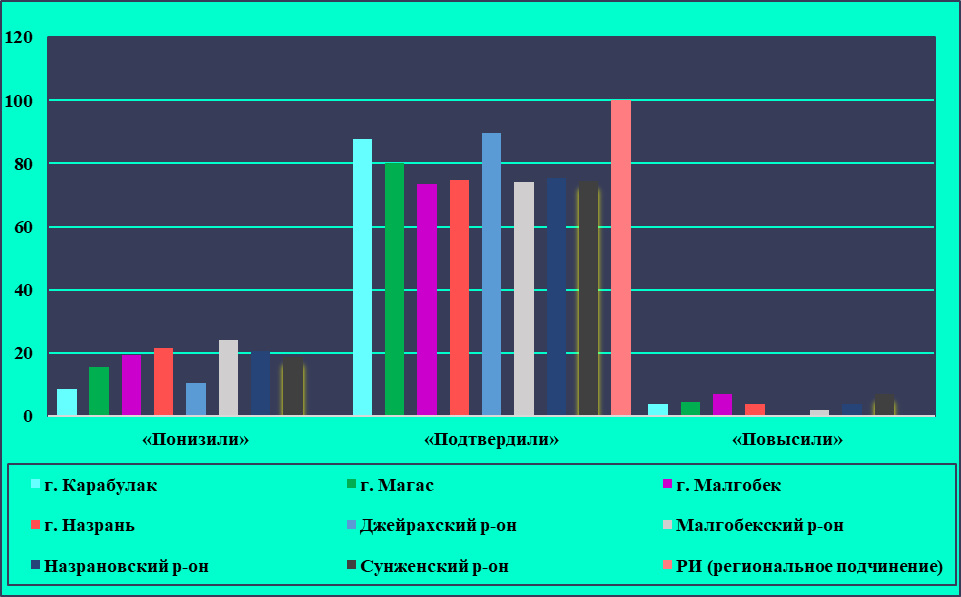 120
100
80
60
40
20
0
«Понизили» «Подтвердили» «Повысили»
г. Карабулак г. Магас г. Малгобек
г. Назрань Джейрахский р-он Малгобекский р-он
Назрановский р-он Сунженский р-он РИ (региональное подчинение)